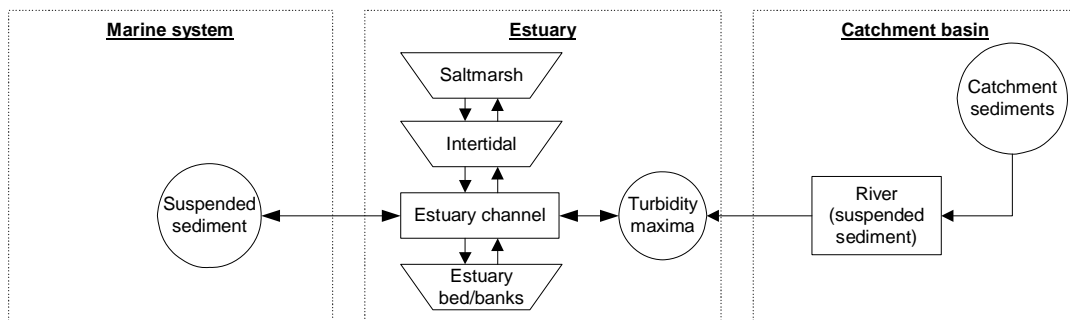 Marine system
Estuary
Catchment basin
Saltmarsh
Catchment
sediments
Intertidal
Suspended
sediment
Estuary channel
Turbidity
maxima
River
(suspended
sediment)
Estuary
bed/banks